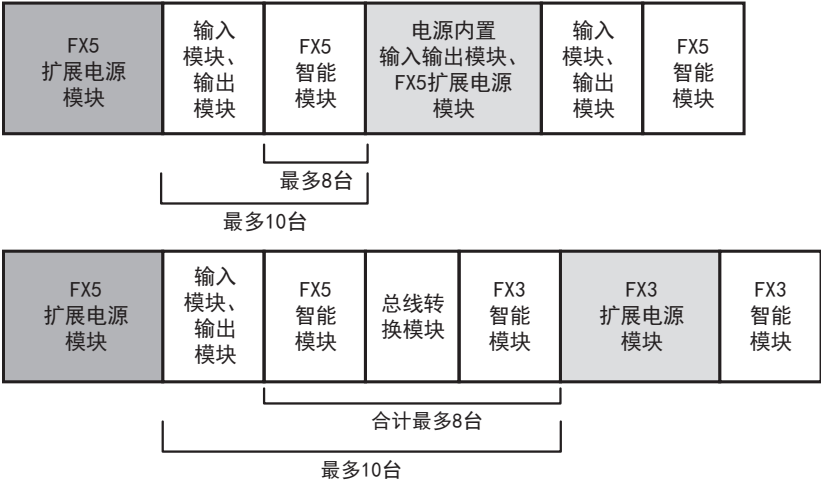 FX5
扩展电源
模块
输入
模块、
输出
模块
FX5
智能
模块
电源内置
输入输出模块、
FX5扩展电源
模块
输入
模块、
输出
模块
FX5
智能
模块
最多8台
最多10台
FX5
扩展电源
模块
输入
模块、
输出
模块
FX5
智能
模块
总线转
换模块
FX3
智能
模块
FX3
扩展电源
模块
FX3
智能
模块
合计最多8台
最多10台